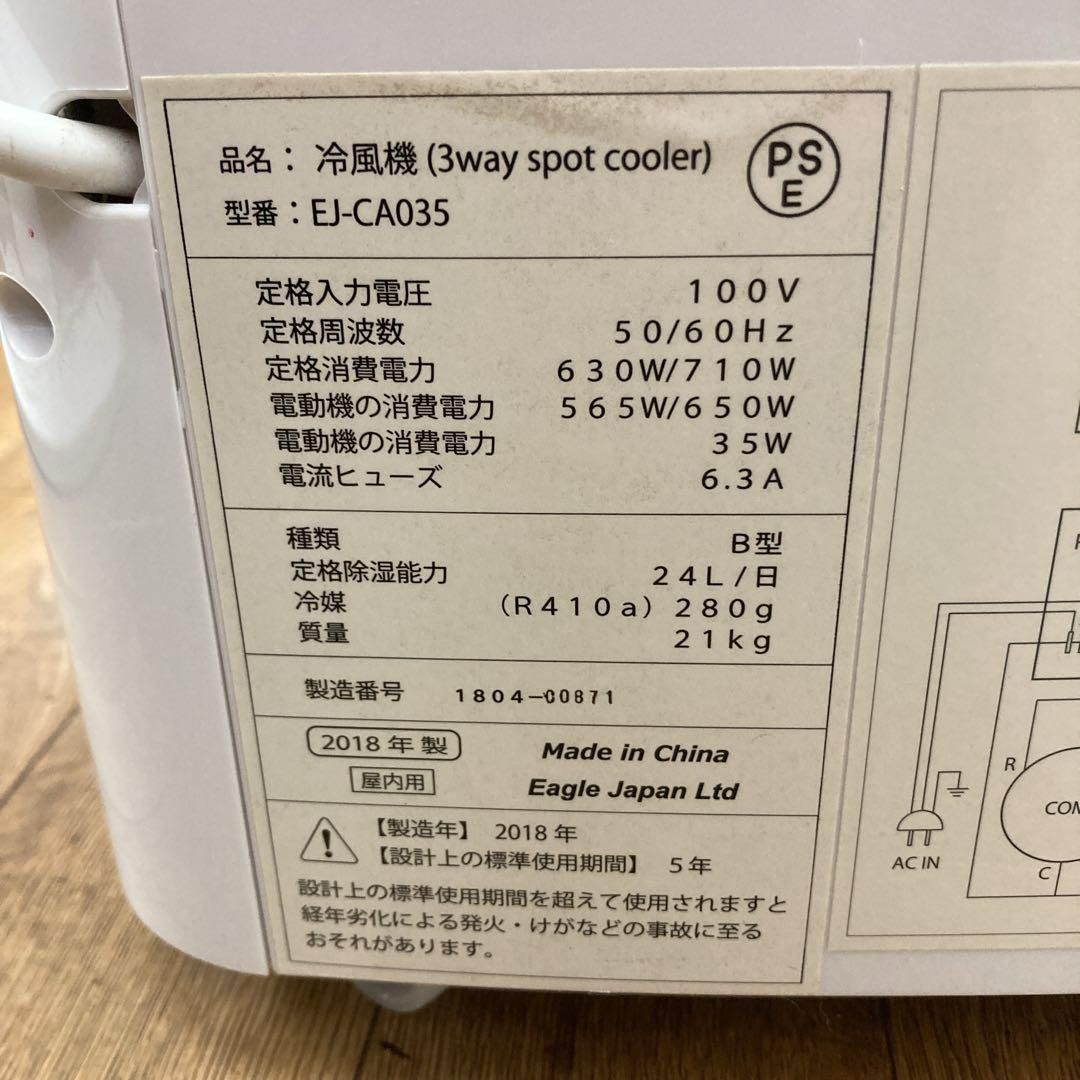 品名： 冷風機 (3way spot cooler)
PS
E
型番：EJ-CA035
定格入力電圧 100V
定格周波数 50/60Hz
定格消費電力 630W/710W
電動機の消費電力 565W/650W
電動機の消費電力 35W
電流ヒューズ 6.3A
種類 B型
定格除湿能力 24L/日
冷媒 (R410a) 280g
質量 21kg
製造番号 1804-00871
2018年製 Made in China
屋内用 Eagle Japan Ltd
【製造年】 2018年
【設計上の標準使用期間】 5年
設計上の標準使用期間を超えて使用されますと
経年劣化による発火・けがなどの事故に至る
おそれがあります。
R
C
AC IN